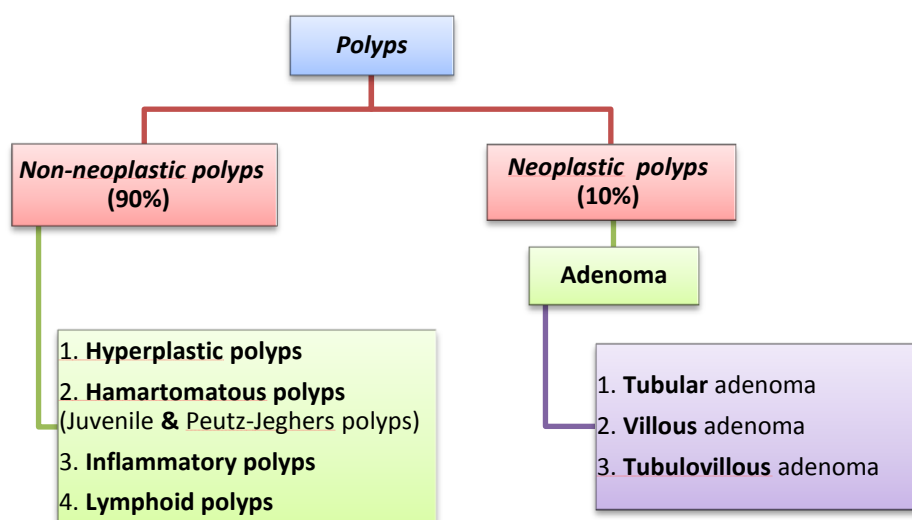 Polyps
Non-neoplastic polyps
(90%)
Neoplastic polyps
(10%)
Adenoma
1. Hyperplastic polyps
2. Hamartomatous polyps
(Juvenile & Peutz-Jeghers polyps)
3. Inflammatory polyps
4. Lymphoid polyps
1. Tubular adenoma
2. Villous adenoma
3. Tubulovillous adenoma